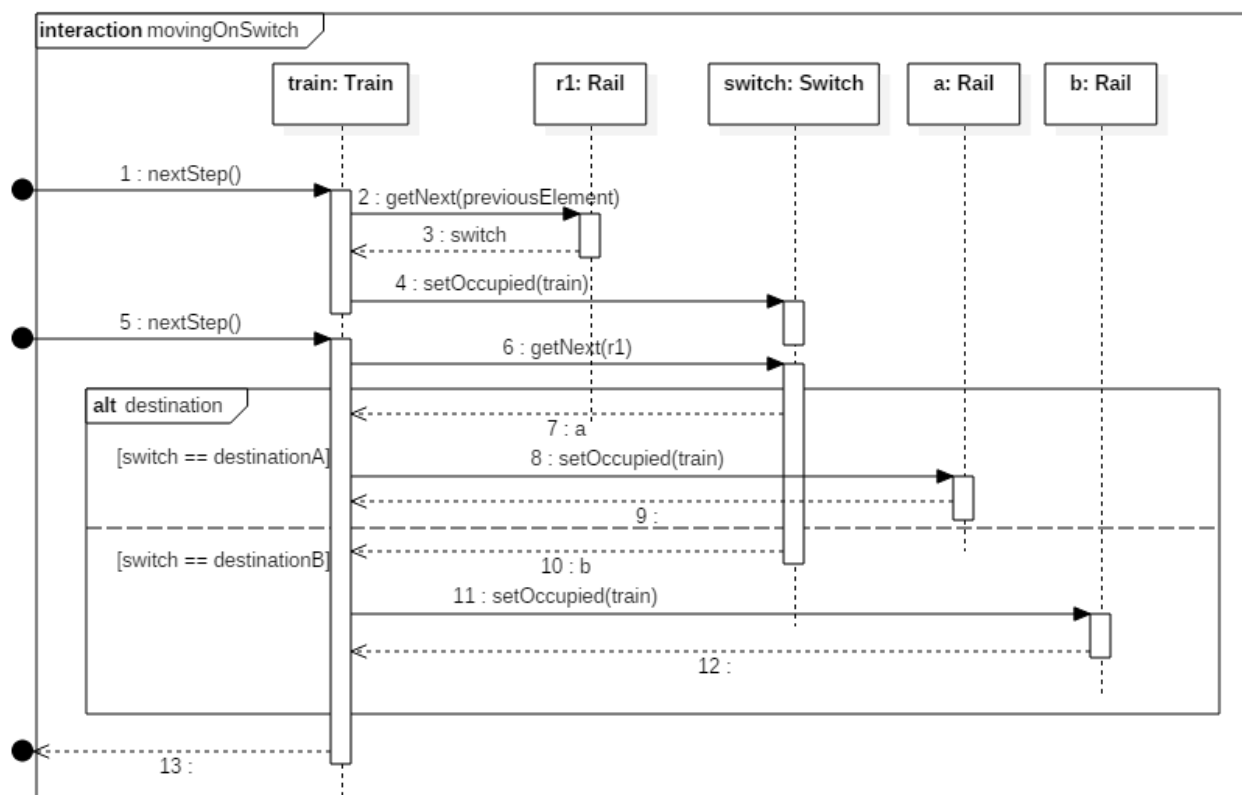 interaction movingOnSwitch
train: Train
r1: Rail
switch: Switch
a: Rail
b: Rail
1 : nextStep()
2 : getNext(previousElement)
3 : switch
4 : setOccupied(train)
5 : nextStep()
6 : getNext(r1)
alt destination
7 : a
[switch == destinationA]
8 : setOccupied(train)
9 :
[switch == destinationB]
10 : b
11 : setOccupied(train)
12 :
13 :